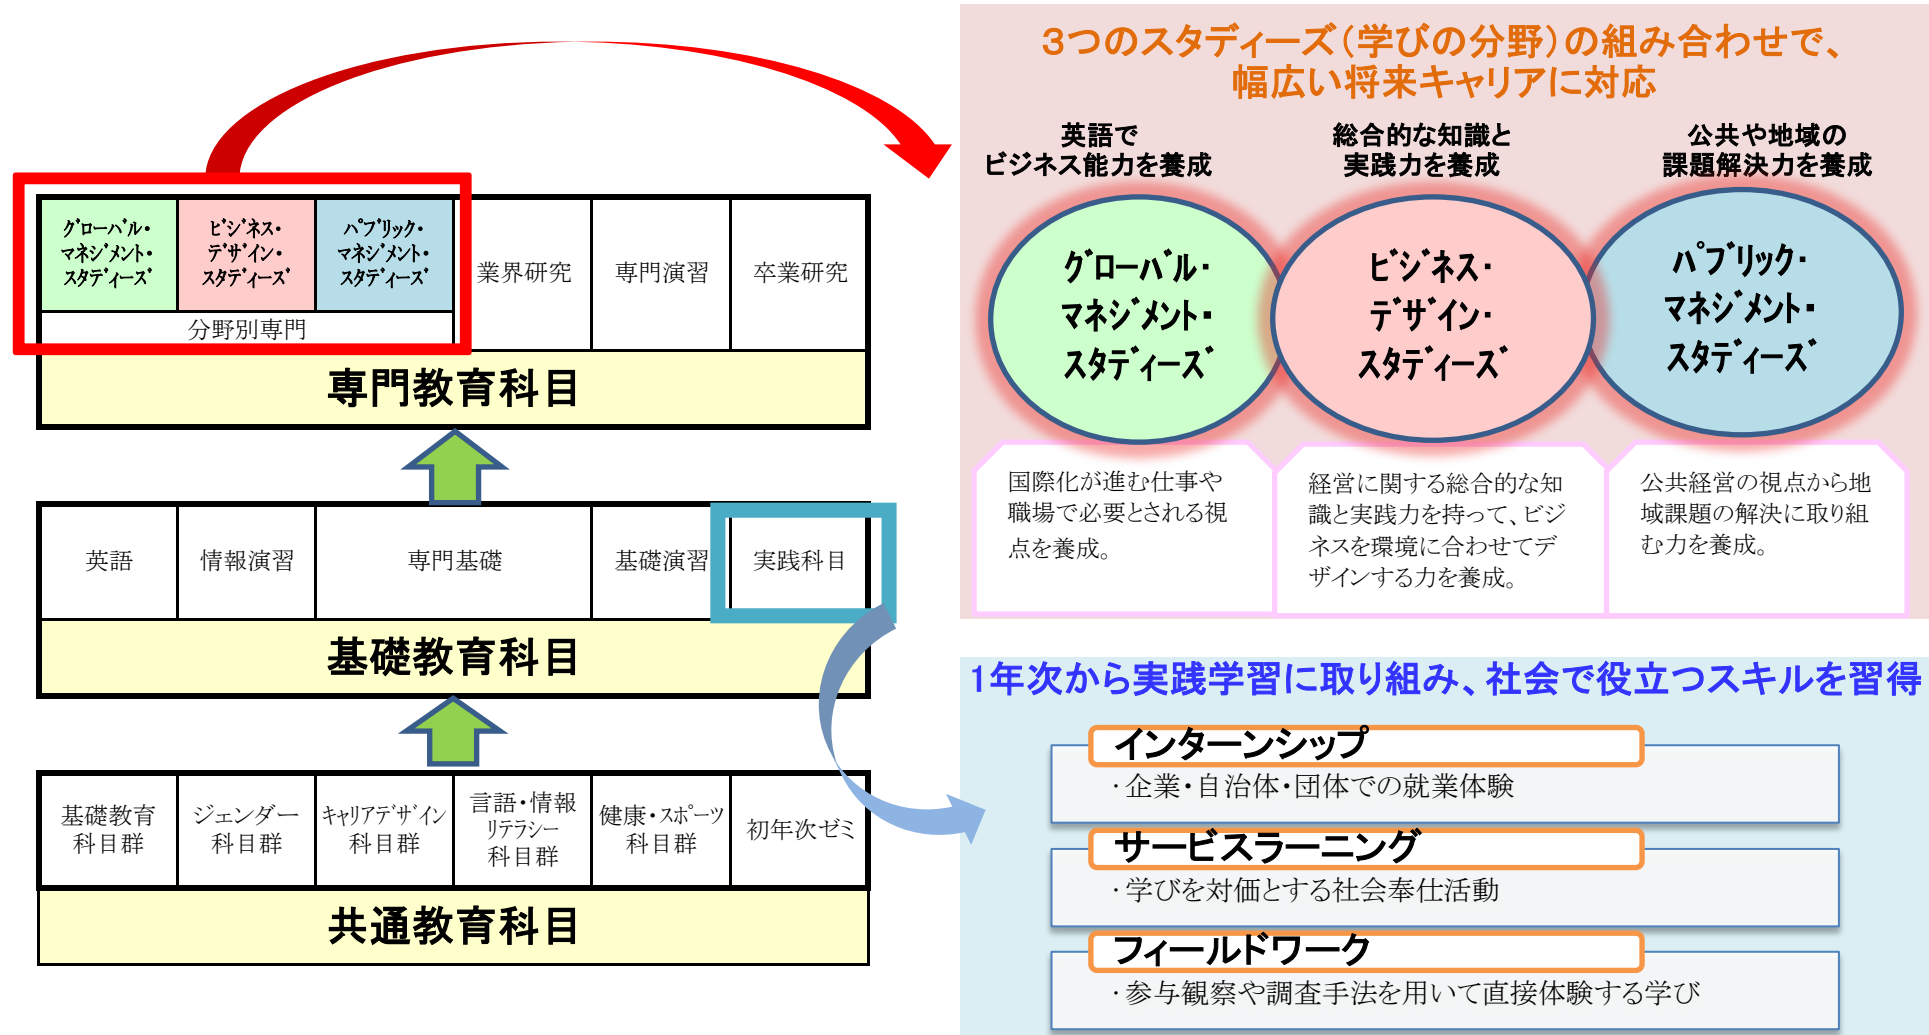 3つのスタディーズ（学びの分野）の組み合わせで、
幅広い将来キャリアに対応
英語で
ビジネス能力を養成
総合的な知識と
実践力を養成
公共や地域の
課題解決力を養成
グローバル・
マネジメント・
スタディーズ
ビジネス・
デザイン・
スタディーズ
パブリック・
マネジメント・
スタディーズ
国際化が進む仕事や
職場で必要とされる視
点を養成。
経営に関する総合的な知
識と実践力を持って、ビジ
ネスを環境に合わせてデ
ザインする力を養成。
公共経営の視点から地
域課題の解決に取り組
む力を養成。
グローバル・
マネジメント・
スタディーズ
ビジネス・
デザイン・
スタディーズ
パブリック・
マネジメント・
スタディーズ
分野別専門
業界研究
専門演習
卒業研究
専門教育科目
英語
情報演習
専門基礎
基礎演習
実践科目
基礎教育科目
基礎教育
科目群
ジェンダー
科目群
キャリアデザイン
科目群
言語・情報
リテラシー
科目群
健康・スポーツ
科目群
初年次ゼミ
共通教育科目
1年次から実践学習に取り組み、社会で役立つスキルを習得
インターンシップ
・企業・自治体・団体での就業体験
サービスラーニング
・学びを対価とする社会奉仕活動
フィールドワーク
・参与観察や調査手法を用いて直接体験する学び